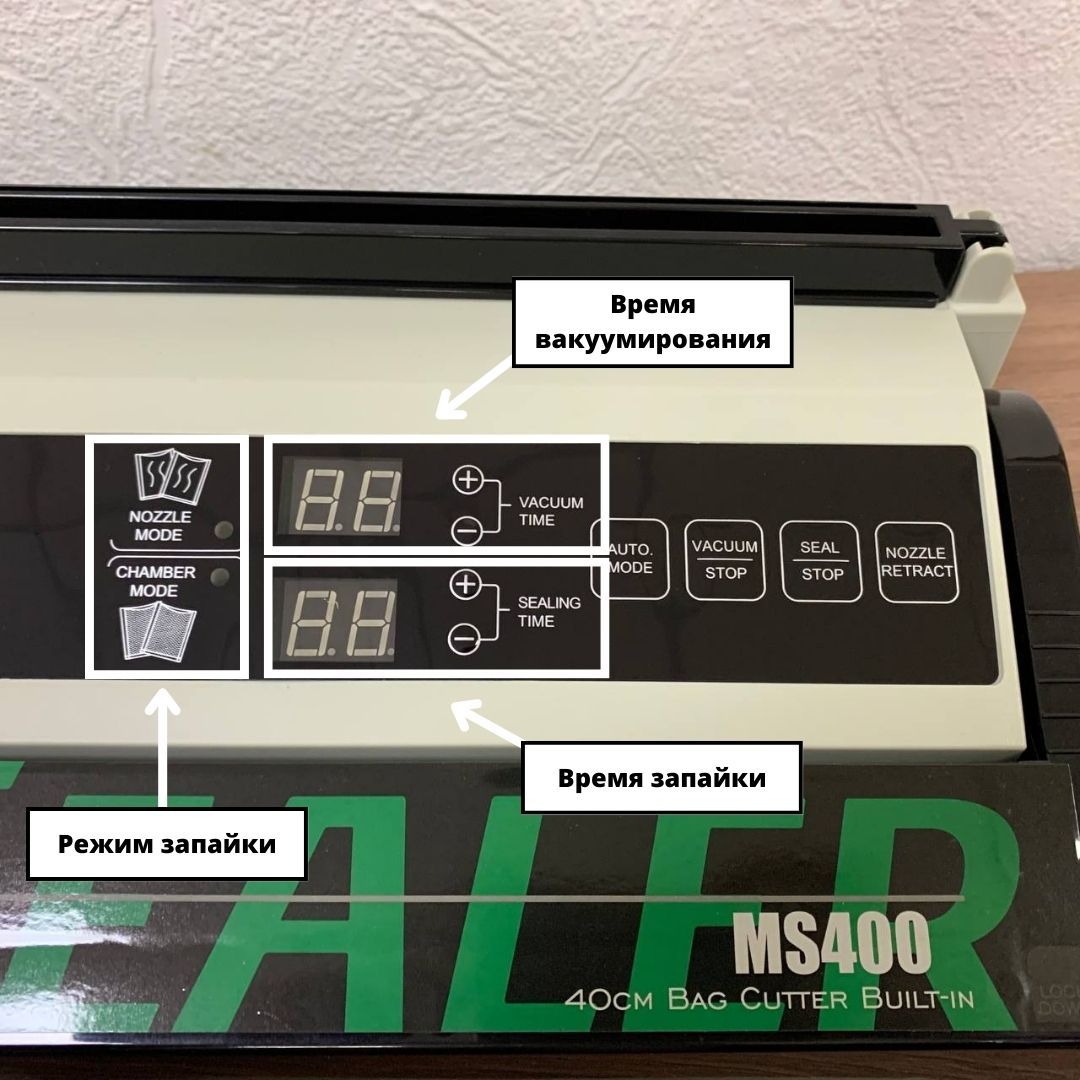 Время
вакуумирования
NOZZLE
MODE
CHAMBER
MODE
VACUUM
TIME
SEALING
TIME
AUTO.
MODE
VACUUM
STOP
SEAL
STOP
NOZZLE
RETRACT
Время запайки
Режим запайки
EALER
MS400
40CM BAG CUTTER BUILT-IN